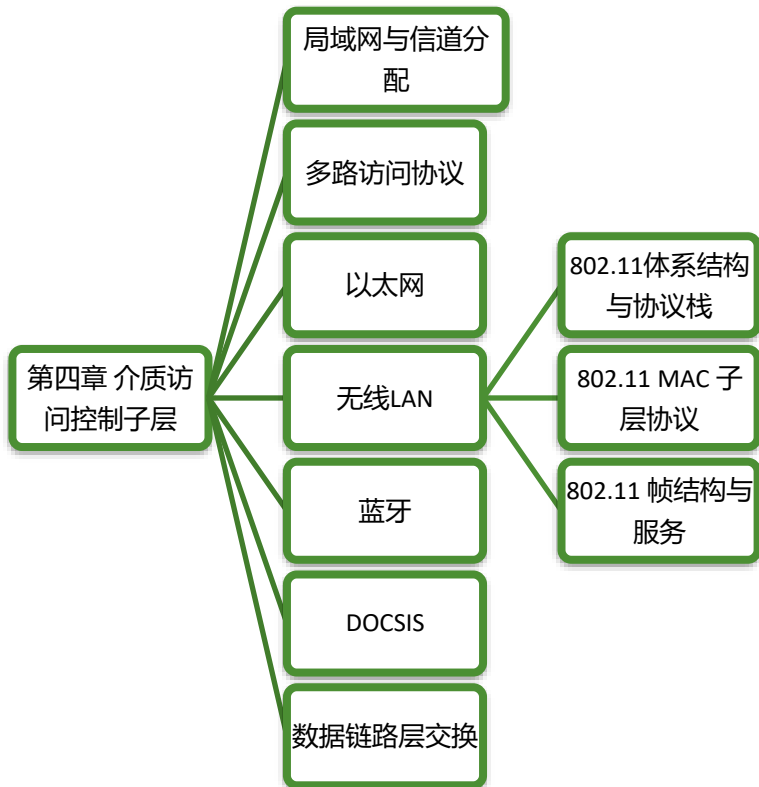 局域网与信道分
配
多路访问协议
以太网
802.11体系结构
与协议栈
第四章 介质访
问控制子层
无线LAN
802.11 MAC 子
层协议
蓝牙
802.11 帧结构与
服务
DOCSIS
数据链路层交换